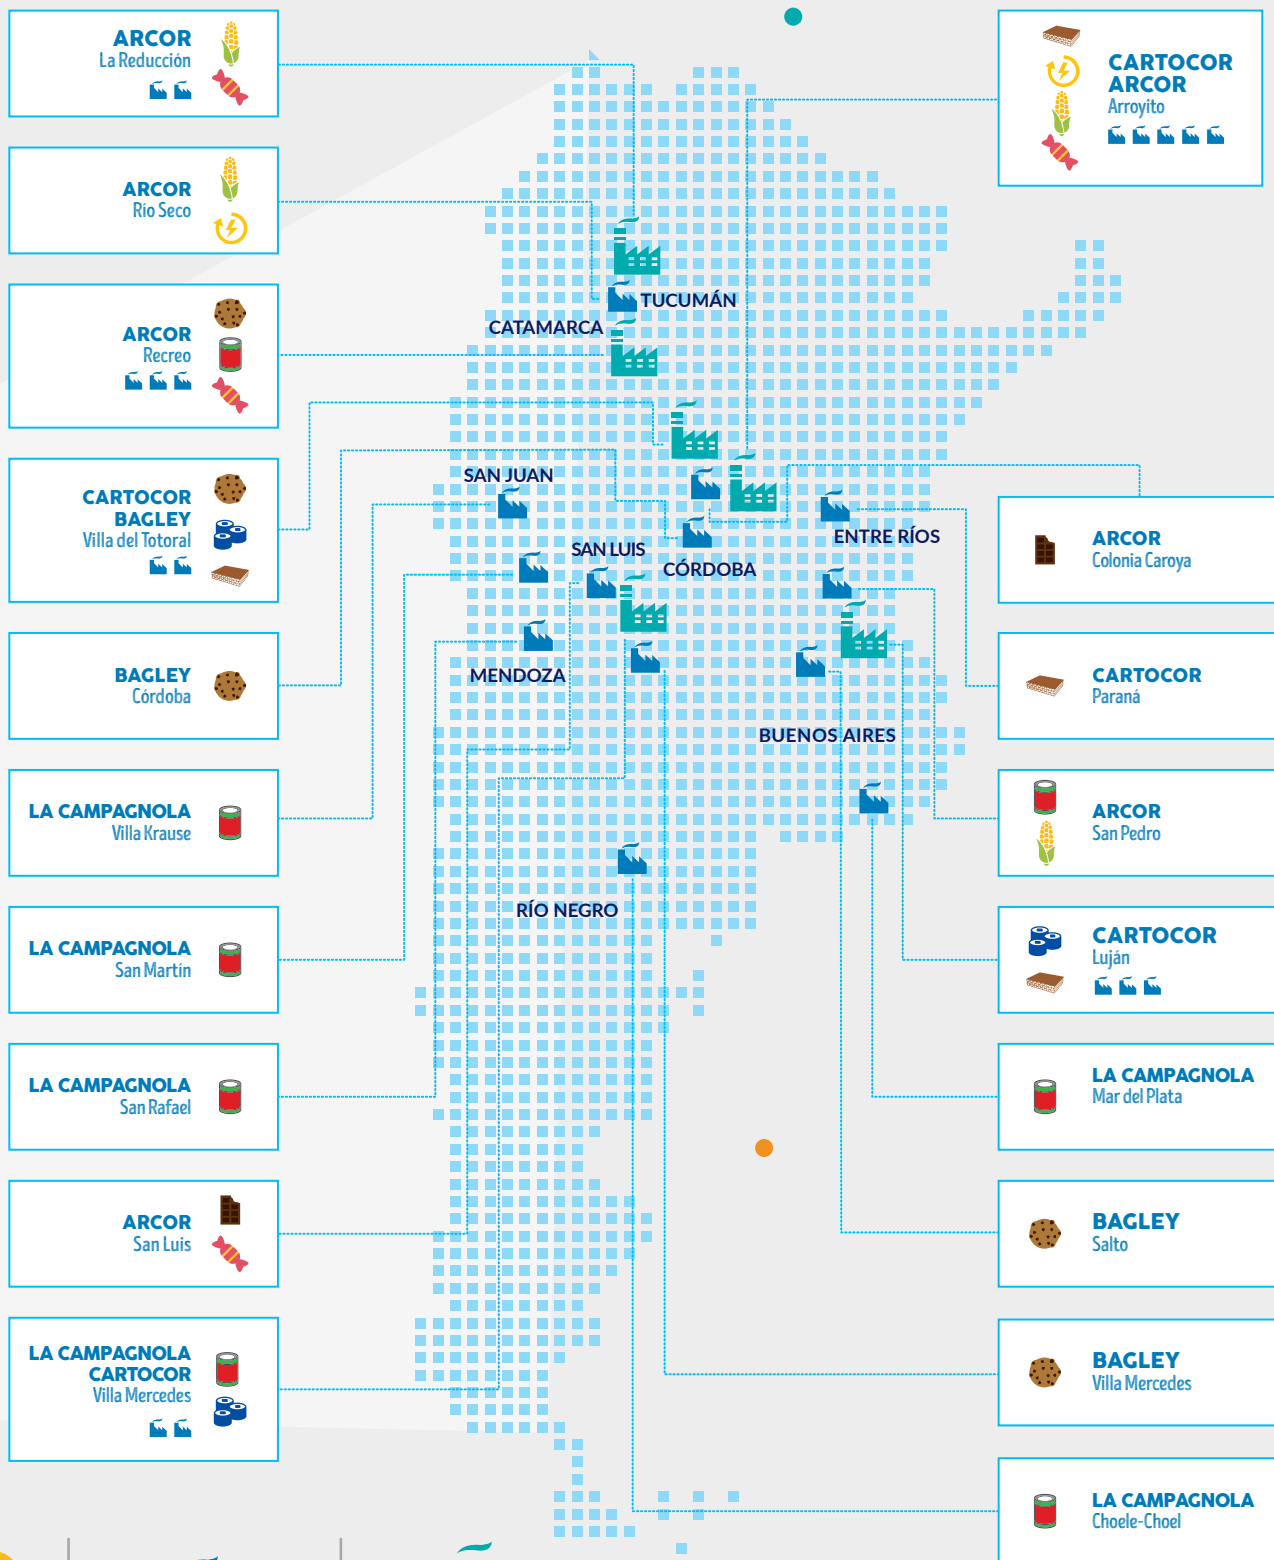 ARCOR
La Reducción
ARCOR
Río Seco
ARCOR
Recreo
CARTOCOR
BAGLEY
Villa del Totoral
BAGLEY
Córdoba
LA CAMPAGNOLA
Villa Krause
LA CAMPAGNOLA
San Martín
LA CAMPAGNOLA
San Rafael
ARCOR
San Luis
LA CAMPAGNOLA
CARTOCOR
Villa Mercedes
TUCUMÁN
CATAMARCA
SAN JUAN
SAN LUIS
CÓRDOBA
ENTRE RÍOS
MENDOZA
BUENOS AIRES
RÍO NEGRO
CARTOCOR
ARCOR
Arroyito
ARCOR
Colonia Caroya
CARTOCOR
Paraná
ARCOR
San Pedro
CARTOCOR
Luján
LA CAMPAGNOLA
Mar del Plata
BAGLEY
Salto
BAGLEY
Villa Mercedes
LA CAMPAGNOLA
Choele-Choel